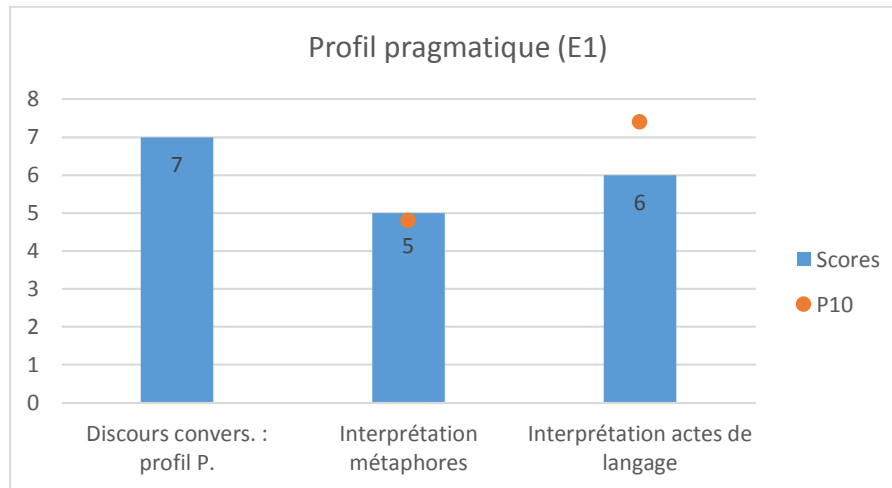 Profil pragmatique (E1)
8
7
6
5
4
3
2
1
0
7
5
6
Discours convers. :
profil P.
Interprétation
métaphores
Interprétation actes de
langage
Scores
P10